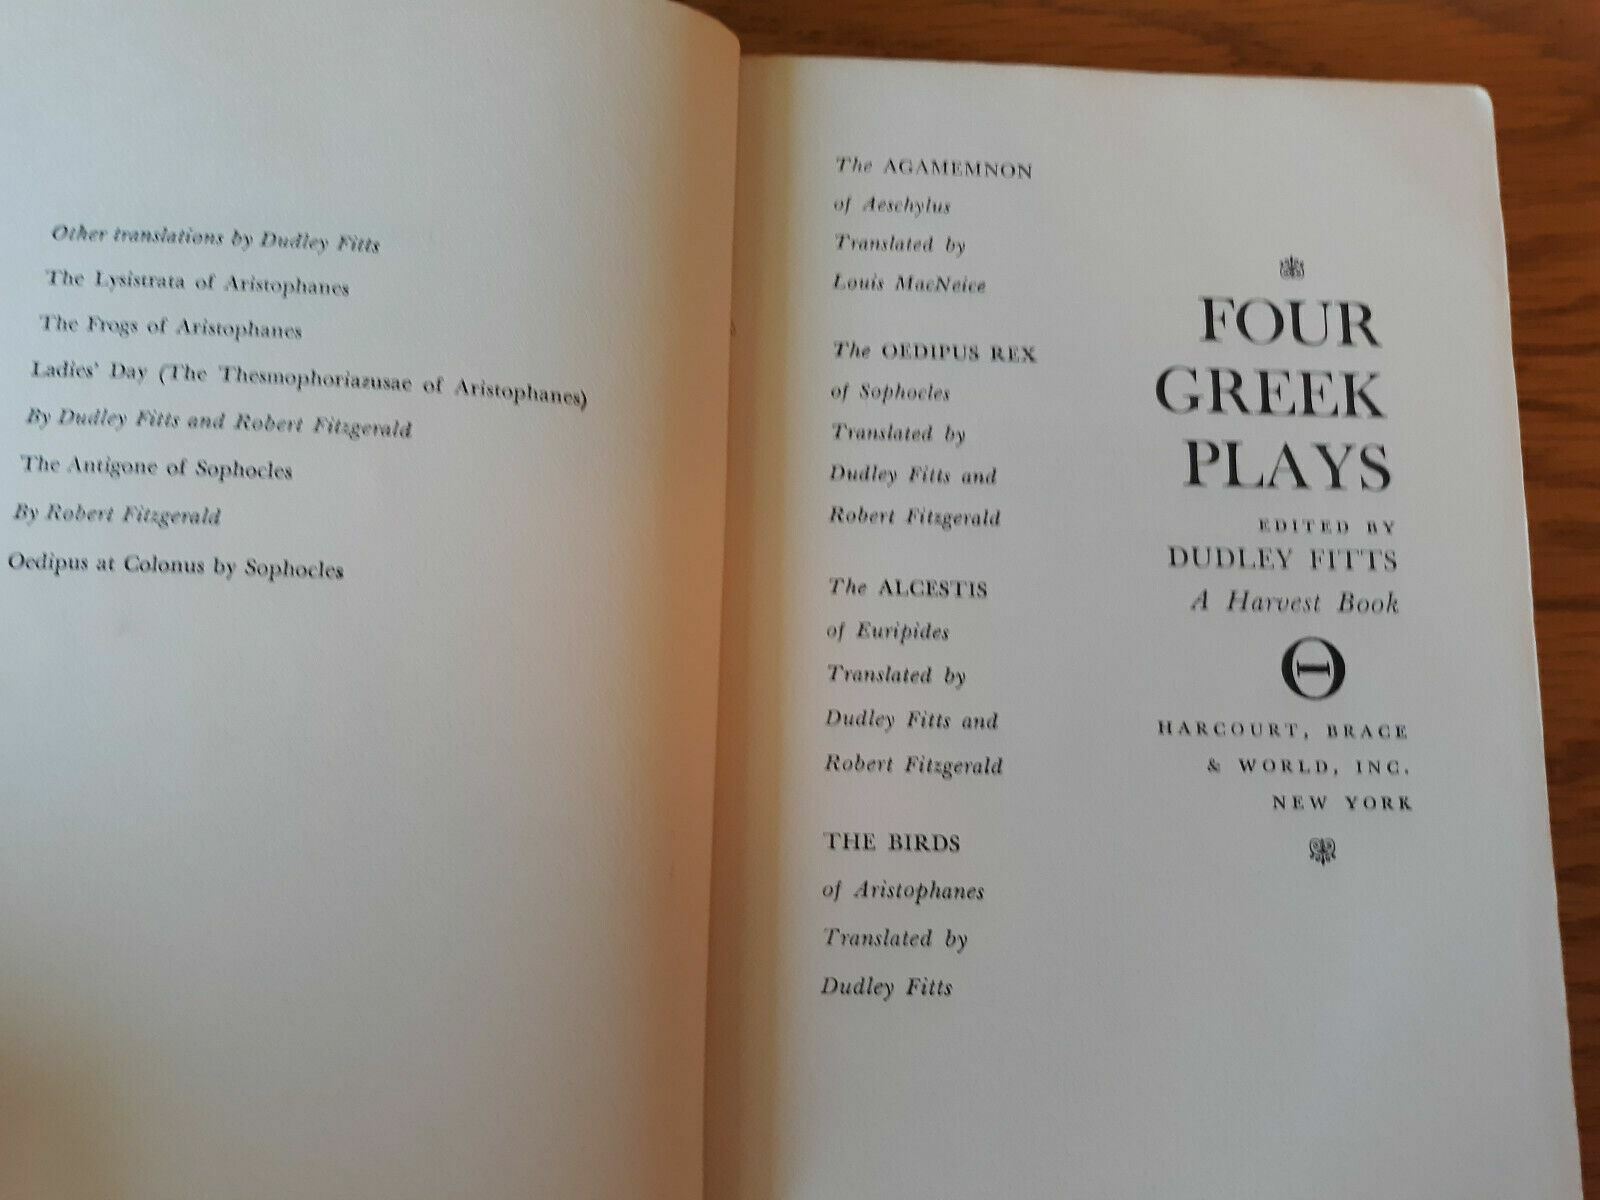 Other translations by Dudley Fitts
The Lysistrata of Aristophanes
The Frogs of Aristophanes
Ladies' Day (The Thesmophoriazusae of Aristophanes)
By Dudley Fitts and Robert Fitzgerald
The Antigone of Sophocles
By Robert Fitzgerald
Oedipus at Colonus by Sophocles
The AGAMEMNON
of Aeschylus
Translated by
Louis MacNeice
The OEDIPUS REX
of Sophocles
Translated by
Dudley Fitts and
Robert Fitzgerald
The ALCESTIS
of Euripides
Translated by
Dudley Fitts and
Robert Fitzgerald
THE BIRDS
of Aristophanes
Translated by
Dudley Fitts
FOUR
GREEK
PLAYS
EDITED BY
DUDLEY FITTS
A Harvest Book
Θ
HARCOURT, BRACE
& WORLD, INC.
NEW YORK